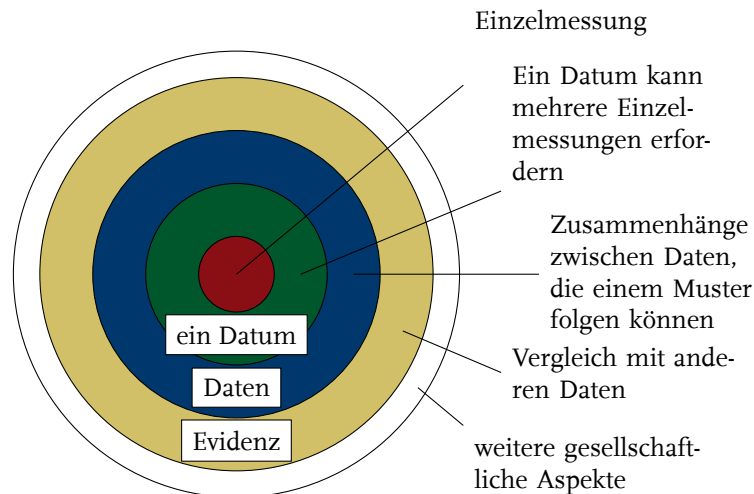 Einzelmessung
Ein Datum kann
mehrere Einzel-
messungen erfor-
dern
Zusammenhänge
zwischen Daten,
die einem Muster
folgen können
ein Datum
Vergleich mit ande-
ren Daten
Daten
Evidenz
weitere gesellschaft-
liche Aspekte